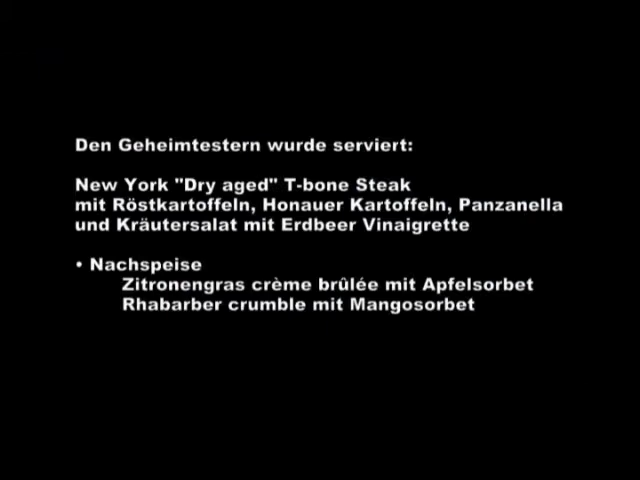 Den Geheimtestern wurde serviert:
New York "Dry aged" T-bone Steak
mit Röstkartoffeln, Honauer Kartoffeln, Panzanella
und Kräutersalat mit Erdbeer Vinaigrette
• Nachspeise
Zitronengras crème brûlée mit Apfelsorbet
Rhabarber crumble mit Mangosorbet